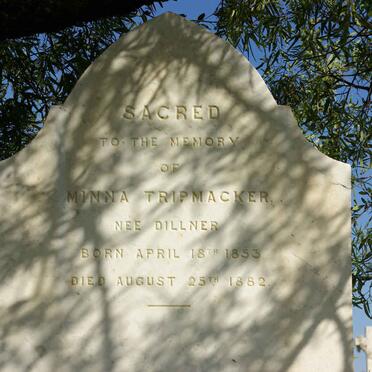 SACRED
TO THE MEMORY
OF
MINNA TRIPMACKER,
NEE DILLNER
BORN APRIL 18TH 1853
DIED AUGUST 25TH 1882.